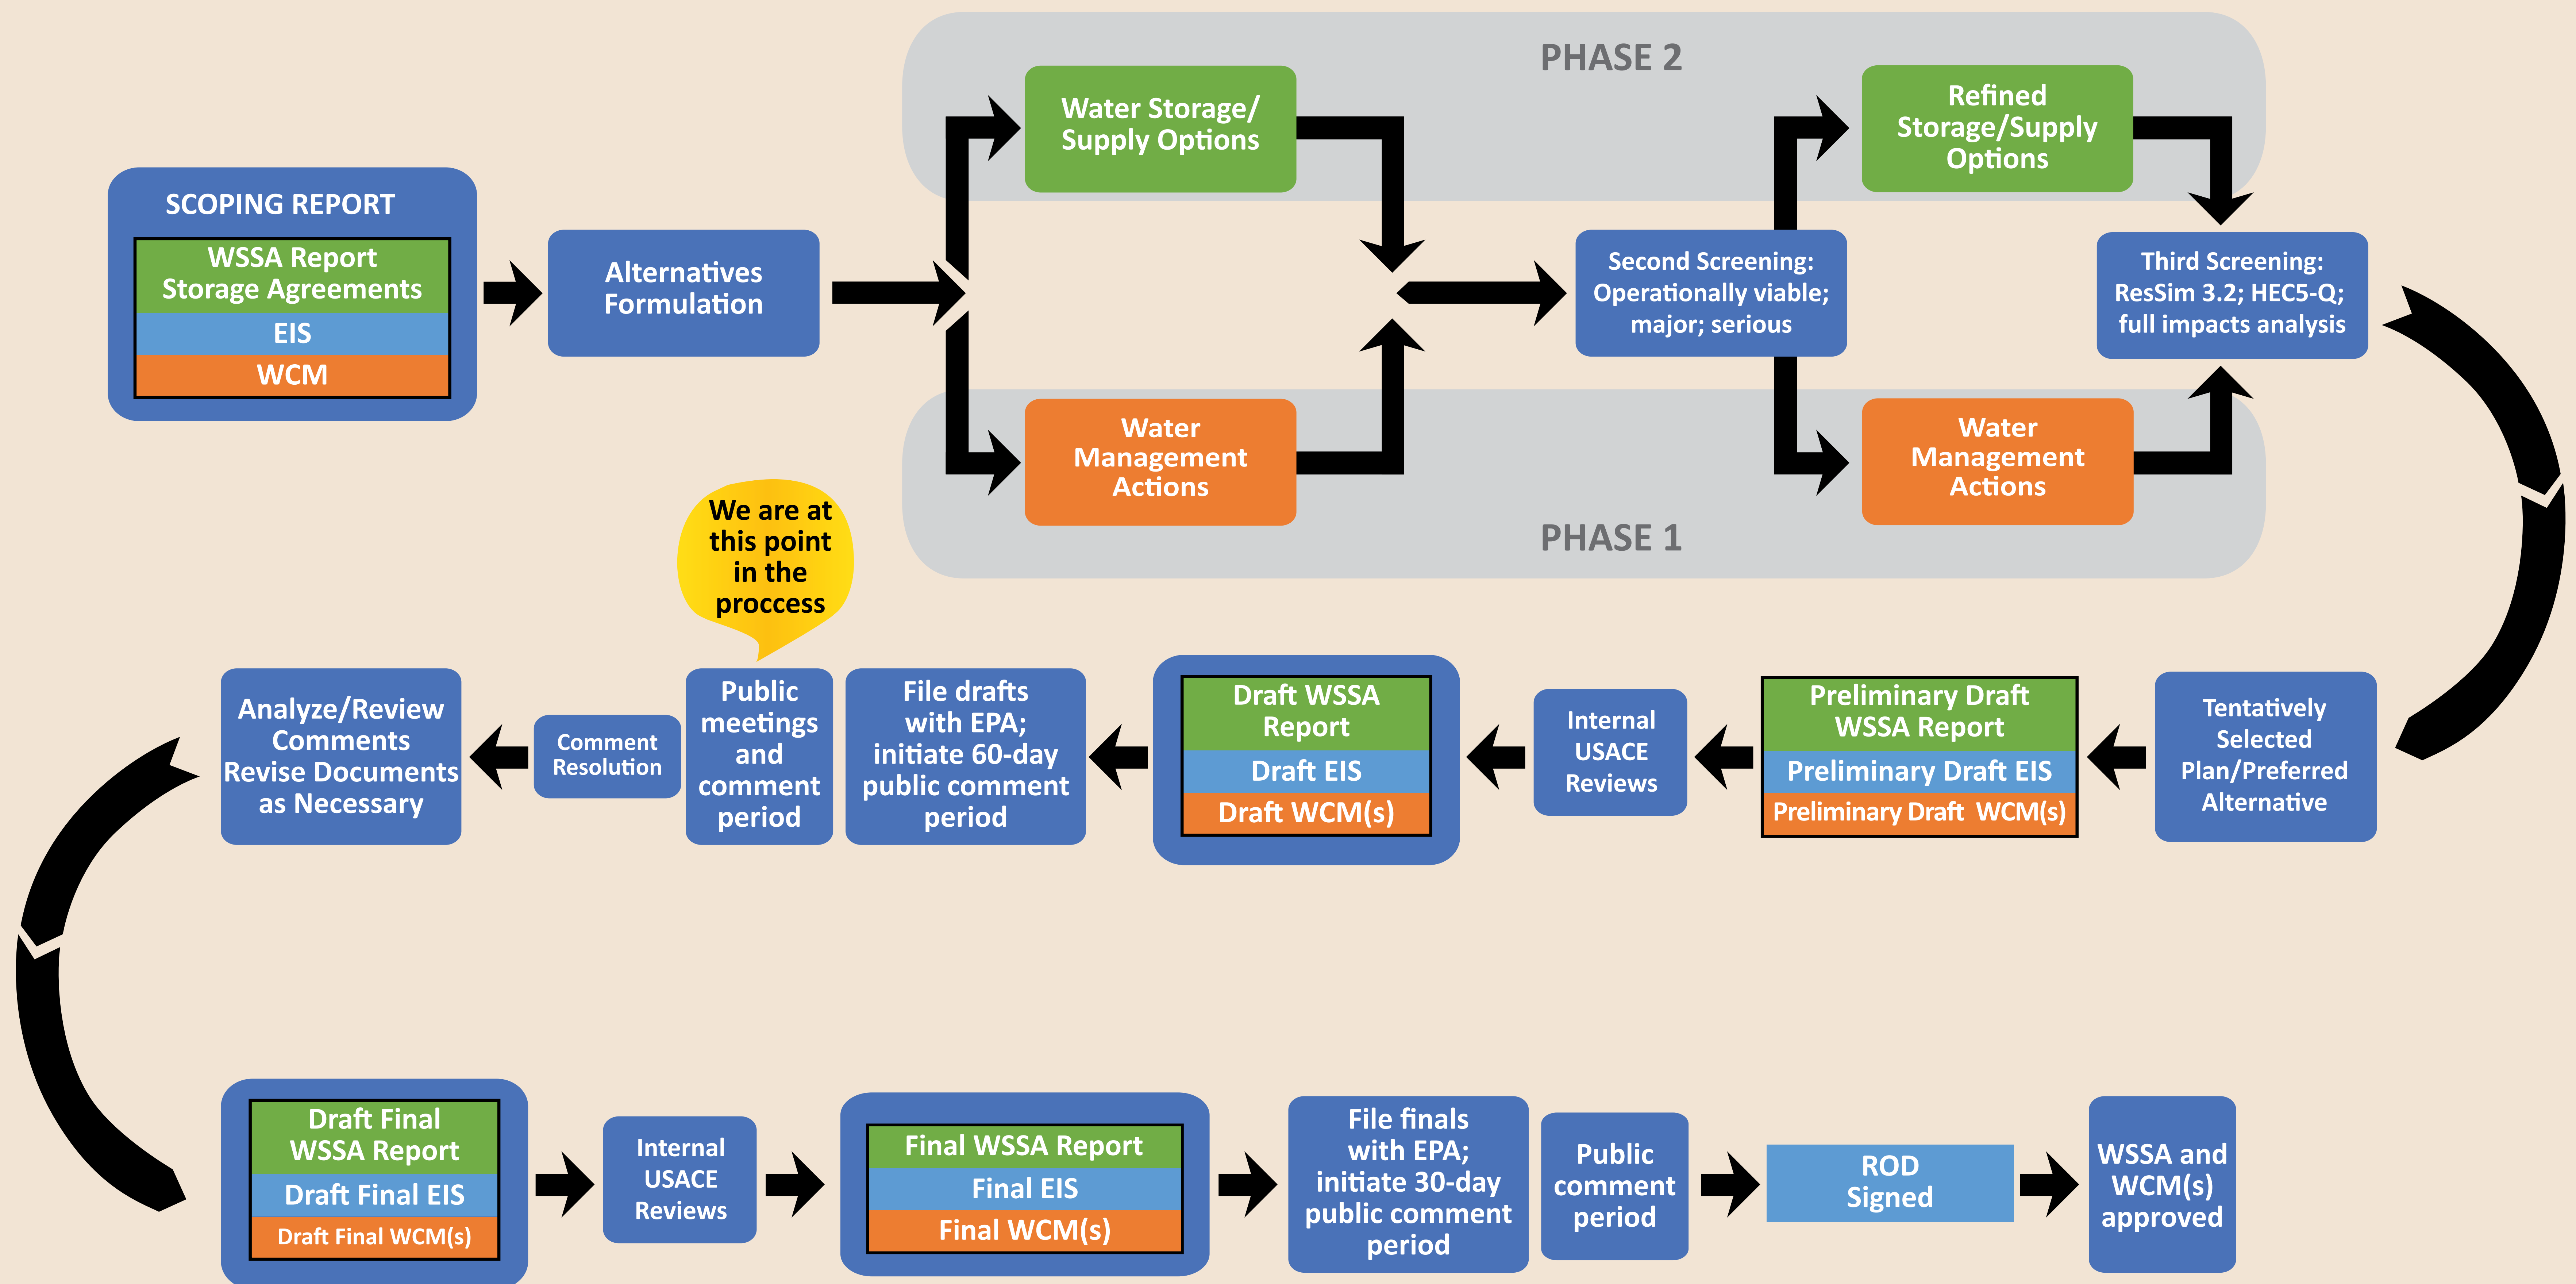 SCOPING REPORT
WSSA Report
Storage Agreements
EIS
WCM
Alternatives
Formulation
PHASE 2
Water Storage/
Supply Options
Refined
Storage/Supply
Options
Second Screening:
Operationally viable;
major; serious
Third Screening:
ResSim 3.2; HEC5-Q;
full impacts analysis
Water
Management
Actions
Water
Management
Actions
PHASE 1
We are at
this point
in the
proccess
Tentatively
Selected
Plan/Preferred
Alternative
Preliminary Draft
WSSA Report
Preliminary Draft EIS
Preliminary Draft WCM(s)
Internal
USACE
Reviews
Draft WSSA
Report
Draft EIS
Draft WCM(s)
File drafts
with EPA;
initiate 60-day
public comment
period
Public
meetings
and
comment
period
Comment
Resolution
Analyze/Review
Comments
Revise Documents
as Necessary
Draft Final
WSSA Report
Draft Final EIS
Draft Final WCM(s)
Internal
USACE
Reviews
Final WSSA Report
Final EIS
Final WCM(s)
File finals
with EPA;
initiate 30-day
public comment
period
Public
comment
period
ROD
Signed
WSSA and
WCM(s)
approved